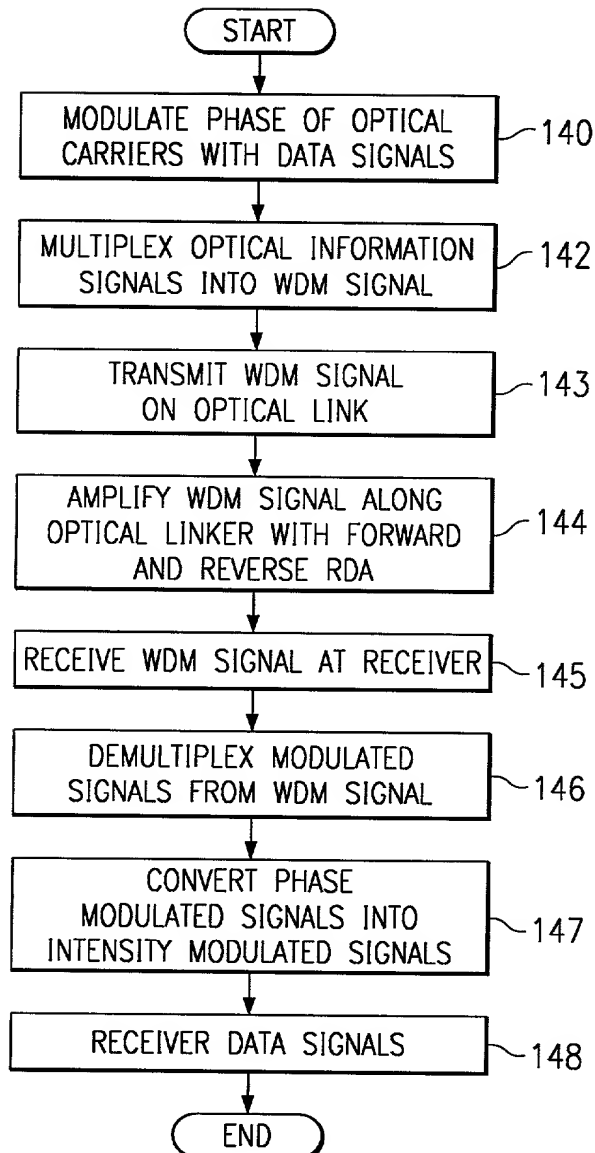 START
MODULATE PHASE OF OPTICAL
CARRIERS WITH DATA SIGNALS
140
MULTIPLEX OPTICAL INFORMATION
SIGNALS INTO WDM SIGNAL
142
TRANSMIT WDM SIGNAL
ON OPTICAL LINK
143
AMPLIFY WDM SIGNAL ALONG
OPTICAL LINKER WITH FORWARD
AND REVERSE RDA
144
RECEIVE WDM SIGNAL AT RECEIVER
145
DEMULTIPLEX MODULATED
SIGNALS FROM WDM SIGNAL
146
CONVERT PHASE
MODULATED SIGNALS INTO
INTENSITY MODULATED SIGNALS
147
RECEIVER DATA SIGNALS
148
END